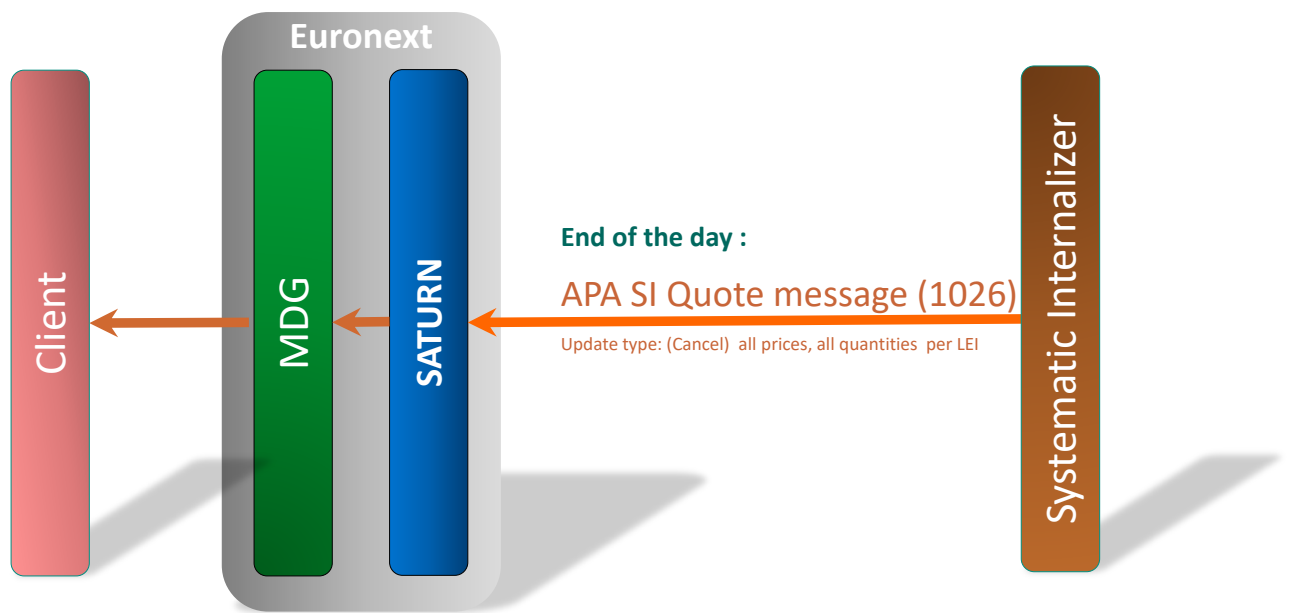 Euronext
Client
MDG
SATURN
End of the day :
APA SI Quote message (1026)
Update type: (Cancel)  all prices, all quantities  per LEI
Systematic Internalizer